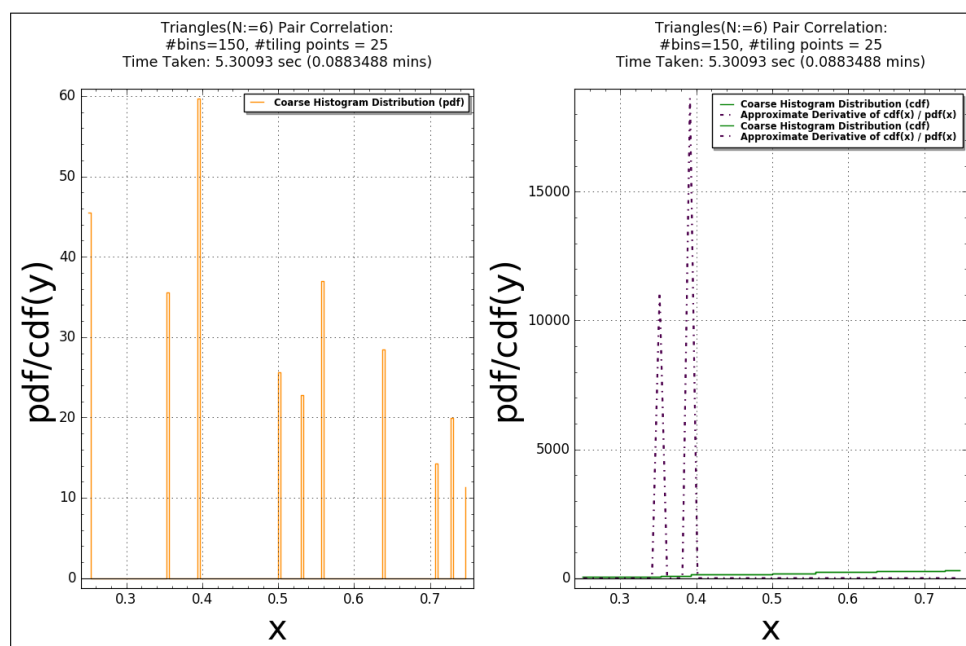 Triangles(N:=6) Pair Correlation:
#bins=150, #tiling points = 25
Time Taken: 5.30093 sec (0.0883488 mins)
Coarse Histogram Distribution (pdf)
60
50
40
30
20
10
0
pdf/cdf(y)
0.3 0.4 0.5 0.6 0.7
x
Triangles(N:=6) Pair Correlation:
#bins=150, #tiling points = 25
Time Taken: 5.30093 sec (0.0883488 mins)
Coarse Histogram Distribution (cdf)
Approximate Derivative of cdf(x) / pdf(x)
Coarse Histogram Distribution (cdf)
Approximate Derivative of cdf(x) / pdf(x)
15000
10000
5000
0
pdf/cdf(y)
0.3 0.4 0.5 0.6 0.7
x